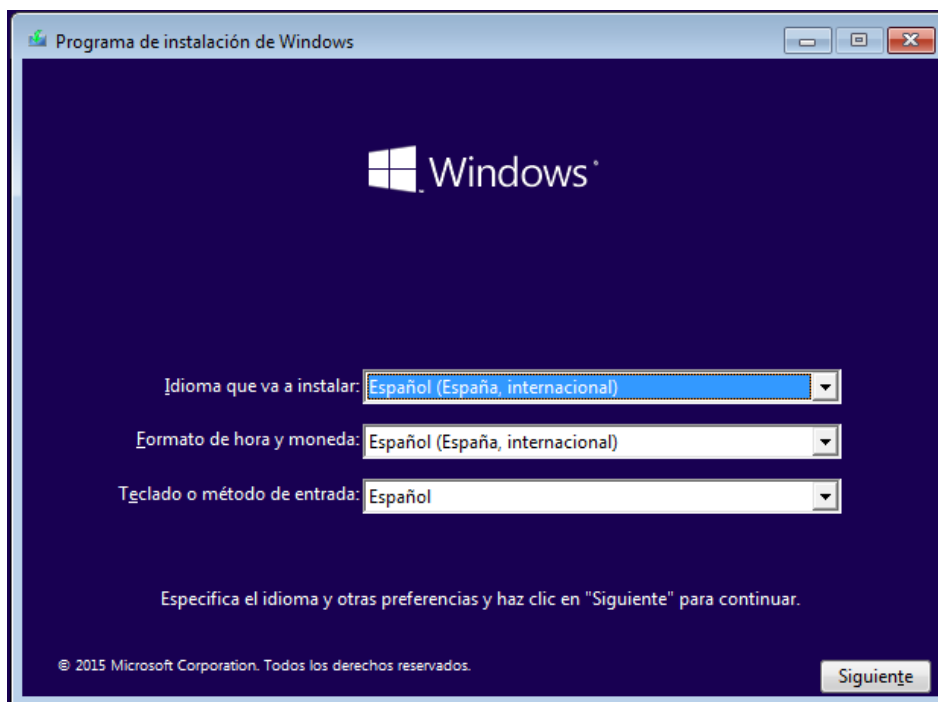 Programa de instalación de Windows
Windows
Idioma que va a instalar: Español (España, internacional)
Formato de hora y moneda: Español (España, internacional)
Teclado o método de entrada: Español
Especifica el idioma y otras preferencias y haz clic en "Siguiente" para continuar.
© 2015 Microsoft Corporation. Todos los derechos reservados.
Siguiente